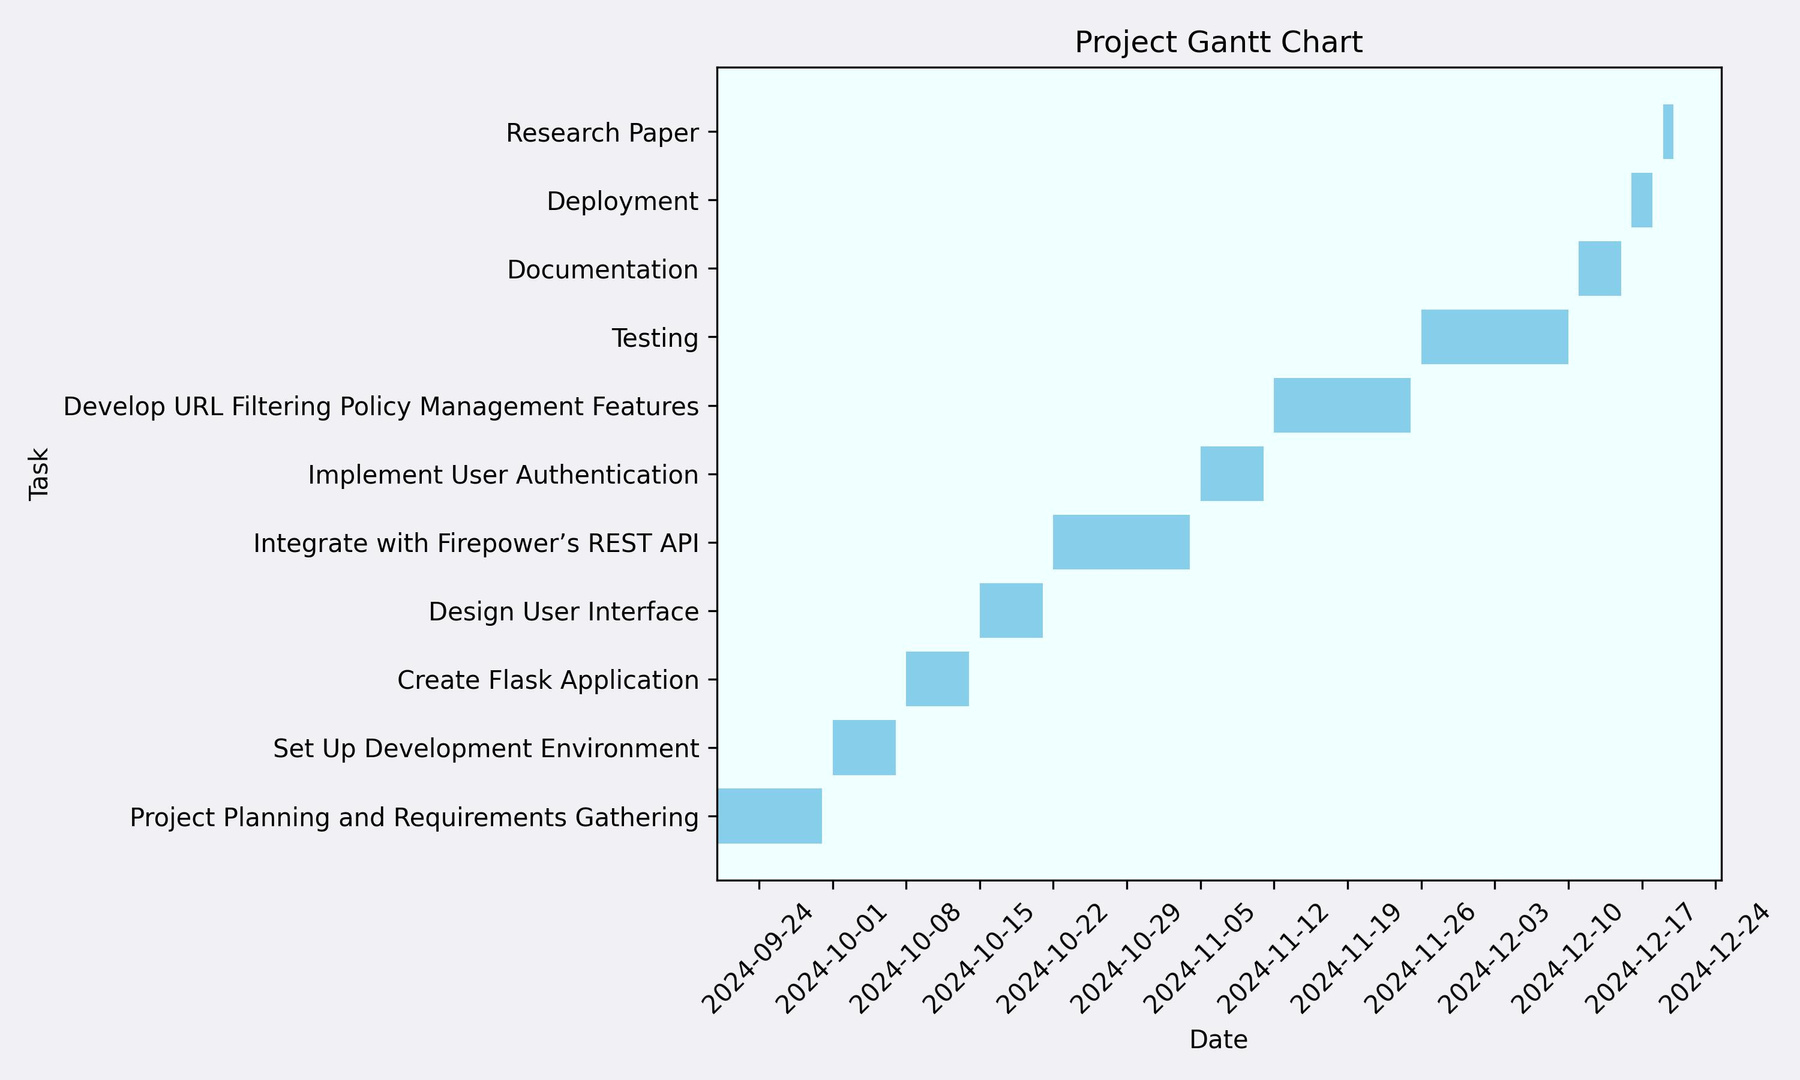 Project Gantt Chart
Research Paper
Deployment
Documentation
Testing
Develop URL Filtering Policy Management Features
Implement User Authentication
Integrate with Firepower’s REST API
Design User Interface
Create Flask Application
Set Up Development Environment
Project Planning and Requirements Gathering
Task
2024-09-24
2024-10-01
2024-10-08
2024-10-15
2024-10-22
2024-10-29
2024-11-05
2024-11-12
2024-11-19
2024-11-26
2024-12-03
2024-12-10
2024-12-17
2024-12-24
Date